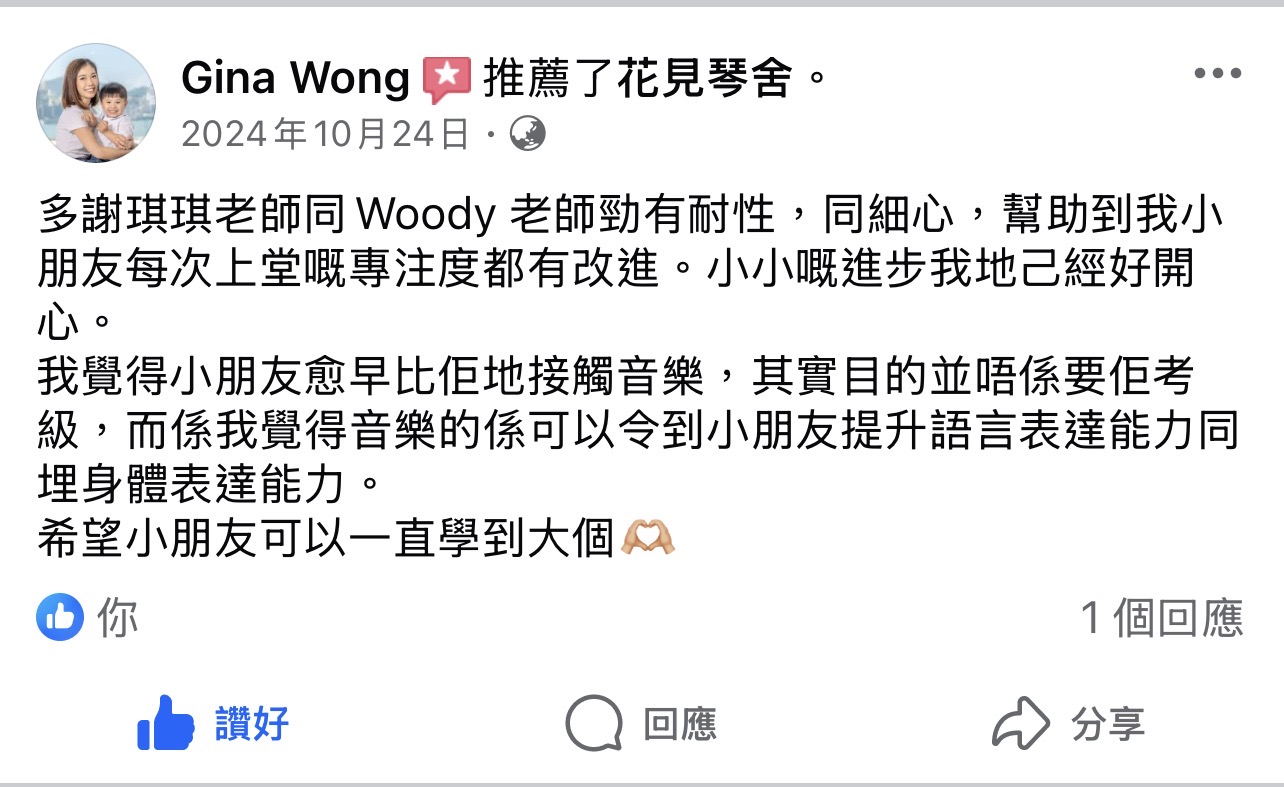 Gina Wong 推薦了花見琴舍。
2024年10月24日 ·
多謝琪琪老師同 Woody 老師勁有耐性，同細心，幫助到我小
朋友每次上堂嘅專注度都有改進。小小嘅進步我地己經好開
心。
我覺得小朋友愈早比佢地接觸音樂，其實目的並唔係要佢考
級，而係我覺得音樂的係可以令到小朋友提升語言表達能力同
埋身體表達能力。
希望小朋友可以一直學到大個🫶🏼
你
1 個回應
讚好
回應
分享